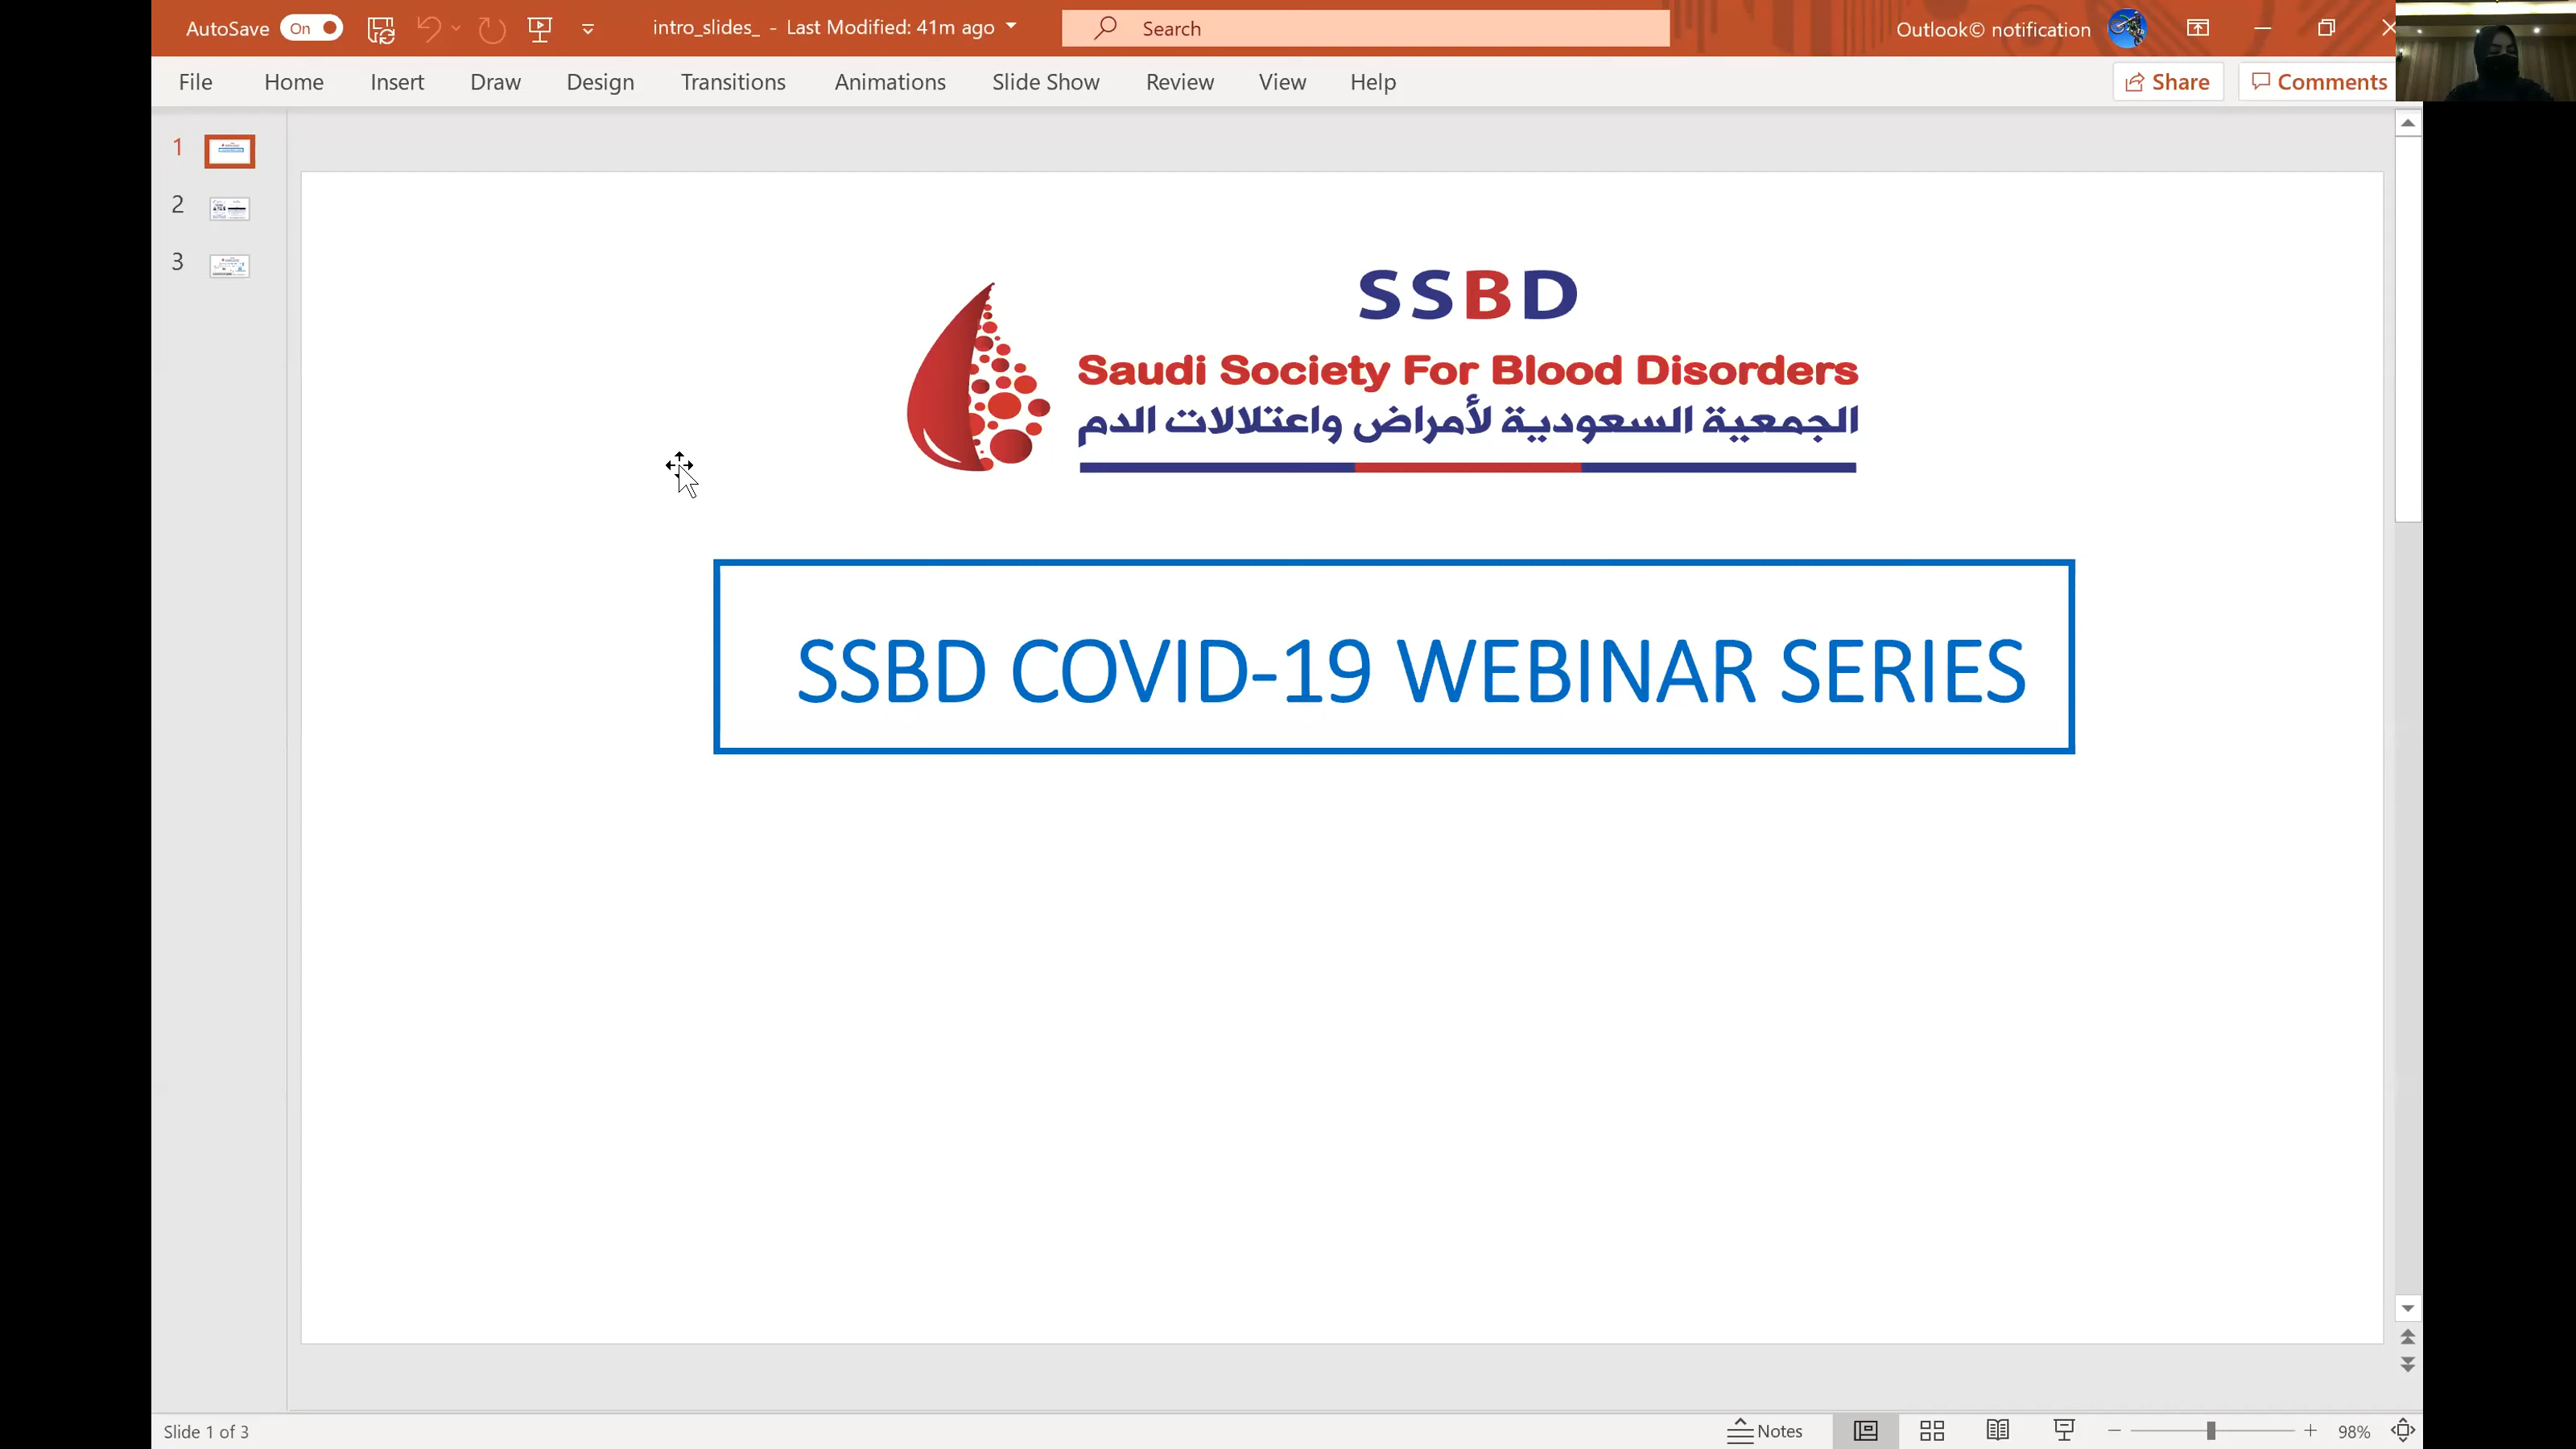 AutoSave On intro_slides_ - Last Modified: 41m ago Search Outlook© notification
File Home Insert Draw Design Transitions Animations Slide Show Review View Help Share Comments
1
2
3
SSBD
Saudi Society For Blood Disorders
الجمعية السعودية لأمراض واعتلالات الدم
SSBD COVID-19 WEBINAR SERIES
Slide 1 of 3 Notes 98%